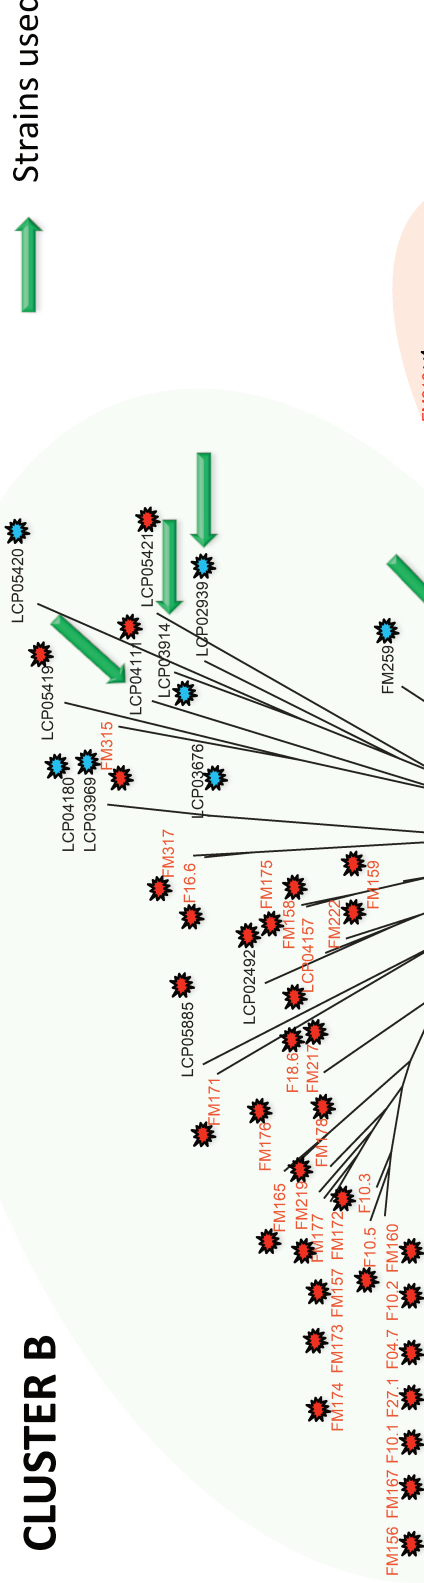 Strains used
LCP05420
LCP05421
LCP02939
LCP05419
LCP04111
LCP03914
FM259
FM315
LCP04180
LCP03969
LCP03676
FM317
F16.6
FM175
FM159
FM158
FM222
LCP02492
LCP04157
LCP05885
F18.6
FM217
FM171
FM176
FM178
FM165
FM219
F10.3
FM177
FM172
F10.5
FM160
FM157
F10.2
FM173
F04.7
FM174
F27.1
F10.1
FM167
FM156
CLUSTER B